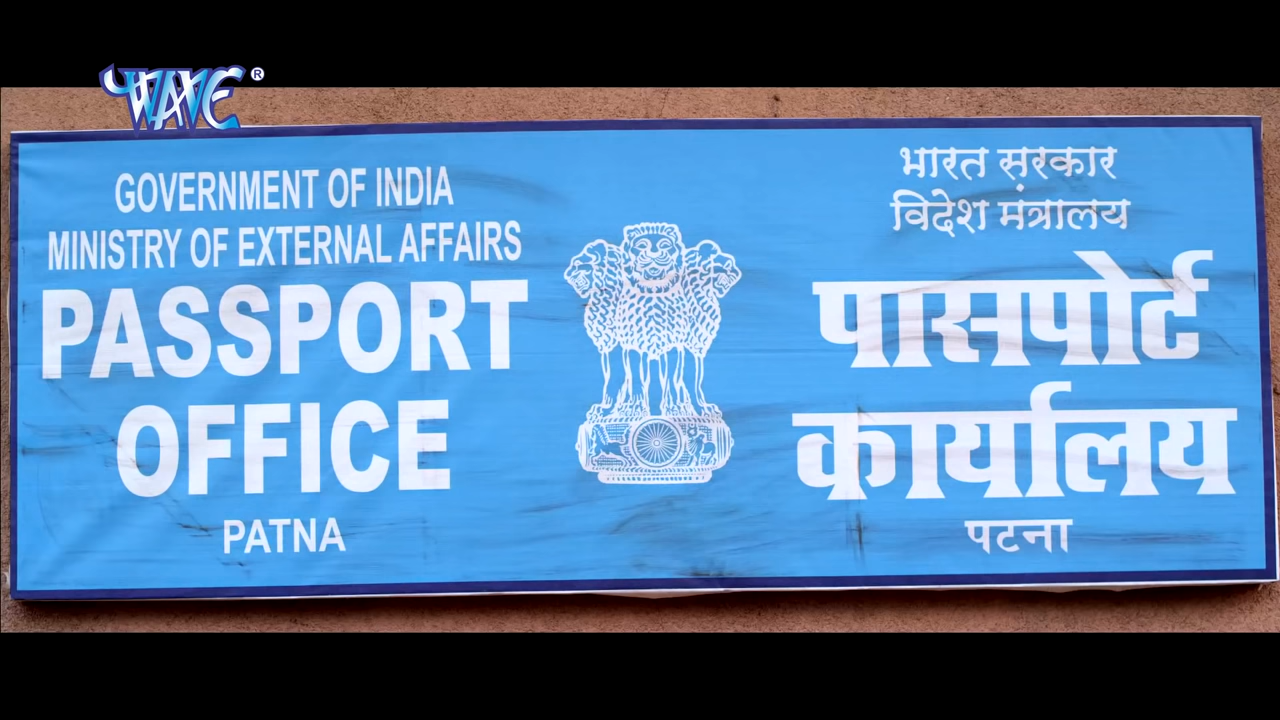 WAVE ®
GOVERNMENT OF INDIA
MINISTRY OF EXTERNAL AFFAIRS
PASSPORT
OFFICE
PATNA
भारत सरकार
विदेश मंत्रालय
पासपोर्ट
कार्यालय
पटना